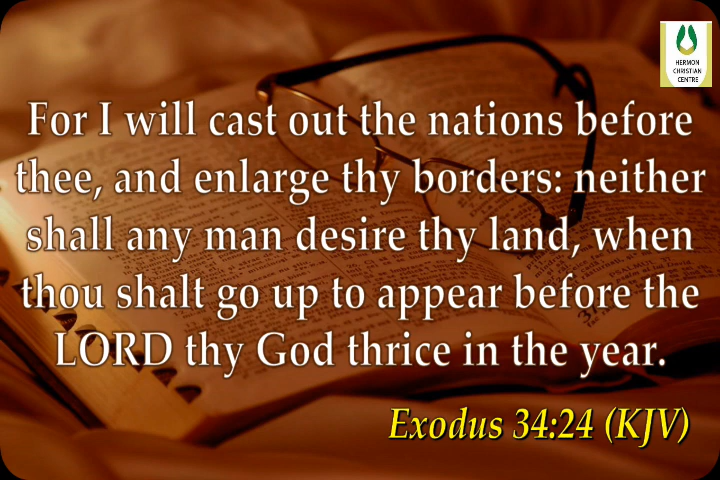 HERMON
CHRISTIAN
CENTRE
For I will cast out the nations before
thee, and enlarge thy borders: neither
shall any man desire thy land, when
thou shalt go up to appear before the
LORD thy God thrice in the year.
Exodus 34:24 (KJV)